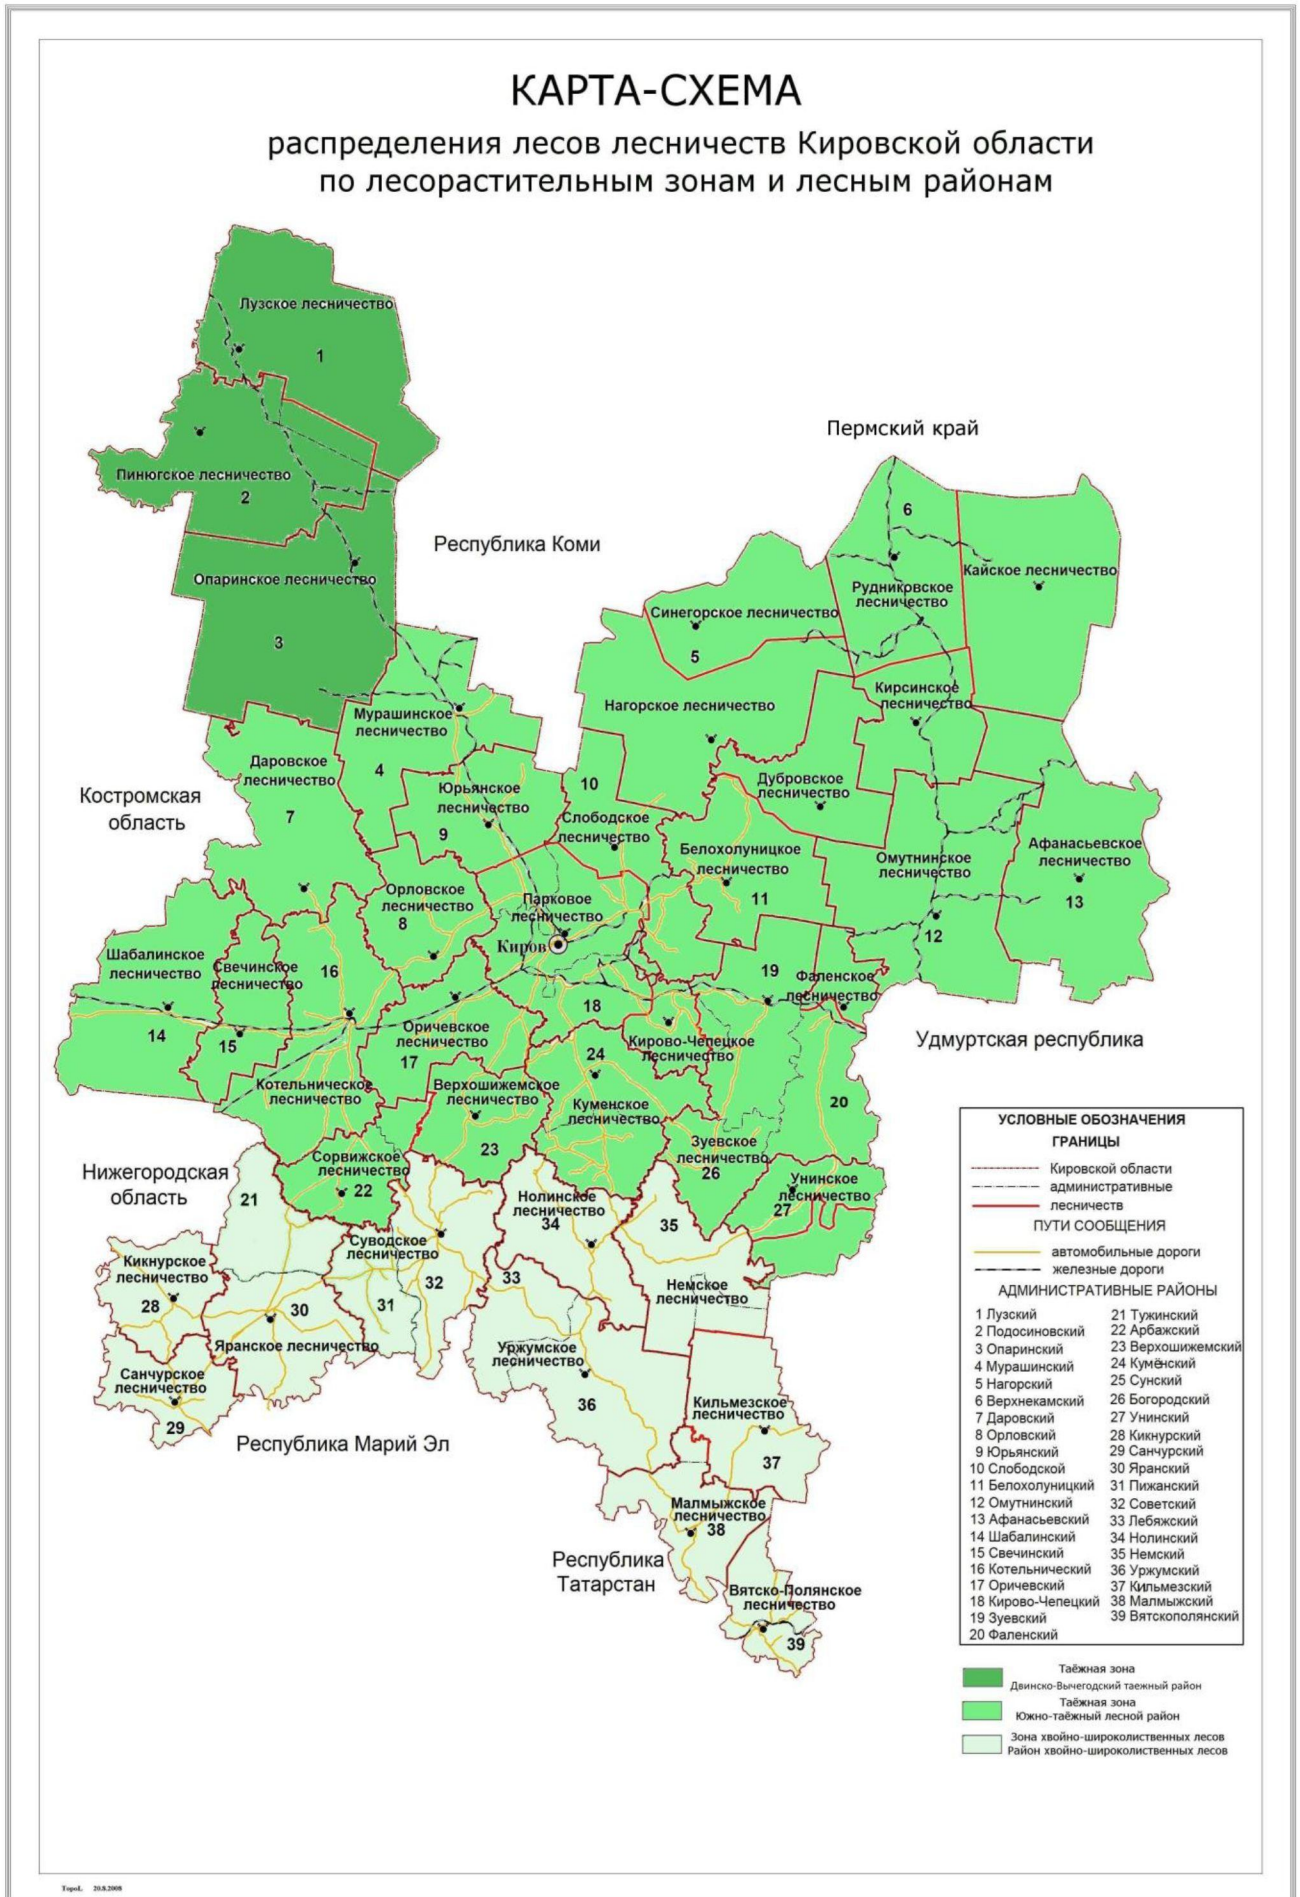 КАРТА-СХЕМА
распределения лесов лесничеств Кировской области
по лесорастительным зонам и лесным районам
Лузское лесничество
1
Пермский край
Пинюгское лесничество
2
6
Республика Коми
Опаринское лесничество
Кайское лесничество
Рудниковское
лесничество
Синегорское лесничество
3
5
Кирсинское
лесничество
Нагорское лесничество
Мурашинское
лесничество
Даровское
лесничество
4
10
Дубровское
лесничество
Юрьянское
лесничество
Костромская
область
7
Слободское
лесничество
9
Белохолуницкое
лесничество
Омутнинское
лесничество
Афанасьевское
лесничество
Орловское
лесничество
8
Парковое
лесничество
11
13
Киров
12
Шабалинское
лесничество
Свечинское
лесничество
16
19
Фаленское
лесничество
18
Оричевское
лесничество
Кирово-Чепецкое
лесничество
Удмуртская республика
14
15
24
17
Котельническое
лесничество
Верхошижемское
лесничество
Куменское
лесничество
20
23
Зуевское
лесничество
26
Сорвижское
лесничество
22
Нижегородская
область
21
Унинское
лесничество
27
Нолинское
лесничество
34
35
Суводское
лесничество
Кикнурское
лесничество
28
32
33
Немское
лесничество
30
31
Яранское лесничество
Уржумское
лесничество
Санчурское
лесничество
29
36
Кильмезское
лесничество
Республика Марий Эл
37
Малмыжское
лесничество
38
Республика
Татарстан
Вятско-Полянское
лесничество
39
УСЛОВНЫЕ ОБОЗНАЧЕНИЯ
ГРАНИЦЫ
Кировской области
административные
лесничеств
ПУТИ СООБЩЕНИЯ
автомобильные дороги
железные дороги
АДМИНИСТРАТИВНЫЕ РАЙОНЫ
1 Лузский
2 Подосиновский
3 Опаринский
4 Мурашинский
5 Нагорский
6 Верхнекамский
7 Даровский
8 Орловский
9 Юрьянский
10 Слободской
11 Белохолуницкий
12 Омутнинский
13 Афанасьевский
14 Шабалинский
15 Свечинский
16 Котельнический
17 Оричевский
18 Кирово-Чепецкий
19 Зуевский
20 Фаленский
21 Тужинский
22 Арбажский
23 Верхошижемский
24 Кумёнский
25 Сунский
26 Богородский
27 Унинский
28 Кикнурский
29 Санчурский
30 Яранский
31 Пижанский
32 Советский
33 Лебяжский
34 Нолинский
35 Немский
36 Уржумский
37 Кильмезский
38 Малмыжский
39 Вятскополянский
Таёжная зона
Двинско-Вычегодский таежный район
Таёжная зона
Южно-таёжный лесной район
Зона хвойно-широколиственных лесов
Район хвойно-широколиственных лесов
TopoL 20.8.2008